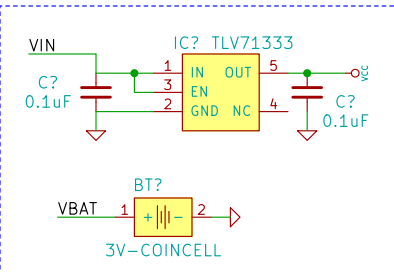 IC? TLV71333
VIN
1 IN OUT 5
VCC
C?
0.1uF
3 EN
2 GND NC 4
C?
0.1uF
BT?
VBAT 1 + - 2
3V-COINCELL